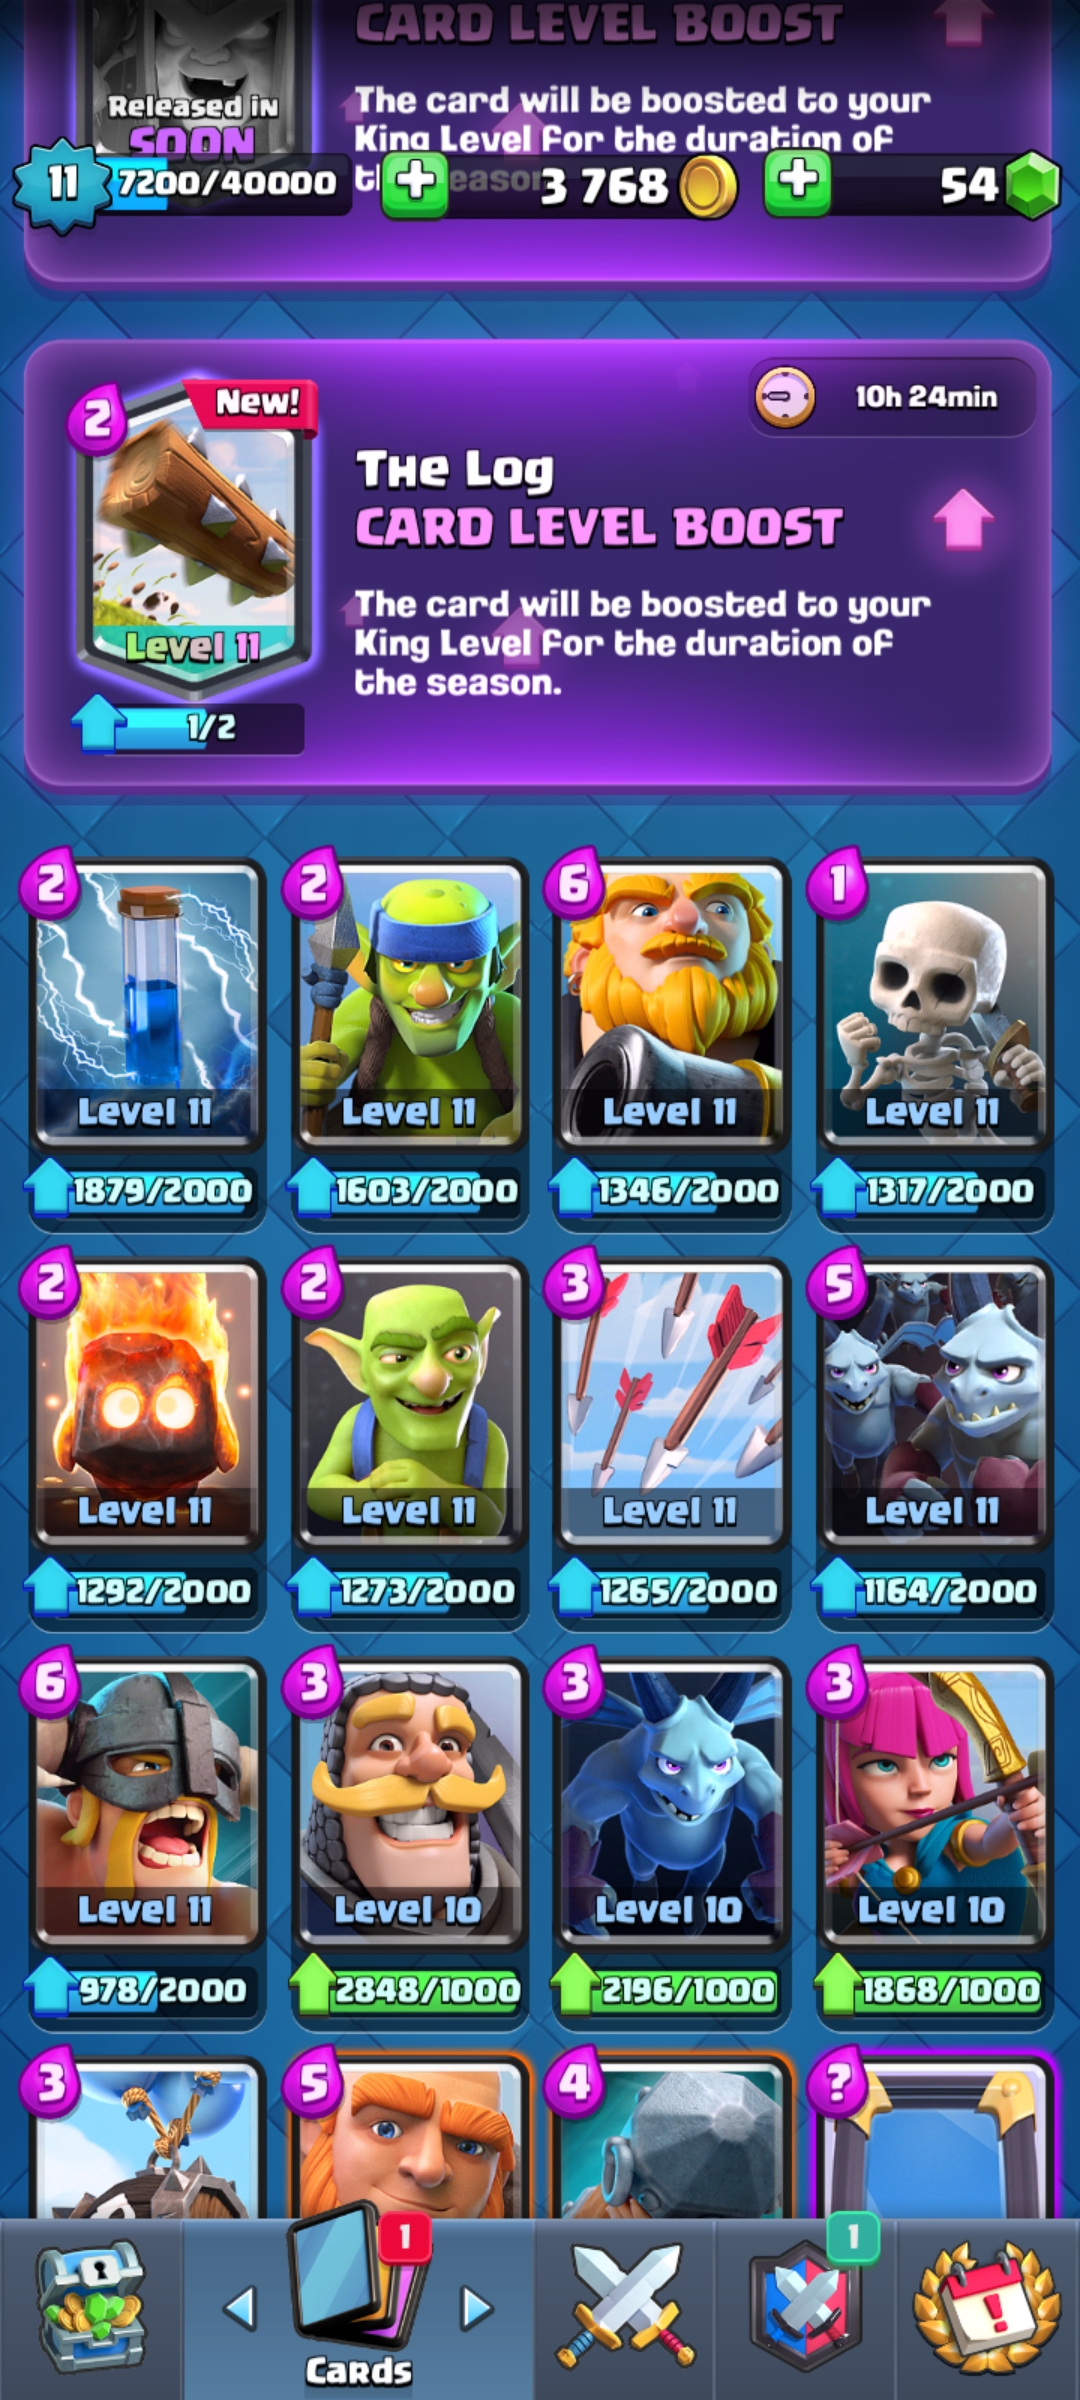 CARD LEVEL BOOST
Released in
SOON
The card will be boosted to your
King Level for the duration of
season
11
7200/40000
3 768
54
2
New!
10h 24min
The Log
CARD LEVEL BOOST
The card will be boosted to your
King Level for the duration of
the season.
Level 11
1/2
2
2
6
1
Level 11
Level 11
Level 11
Level 11
1879/2000
1603/2000
1346/2000
1317/2000
2
2
3
5
Level 11
Level 11
Level 11
Level 11
1292/2000
1273/2000
1265/2000
1164/2000
6
3
3
3
Level 11
Level 10
Level 10
Level 10
978/2000
2848/1000
2196/1000
1868/1000
3
5
4
?
1
1
!
Cards